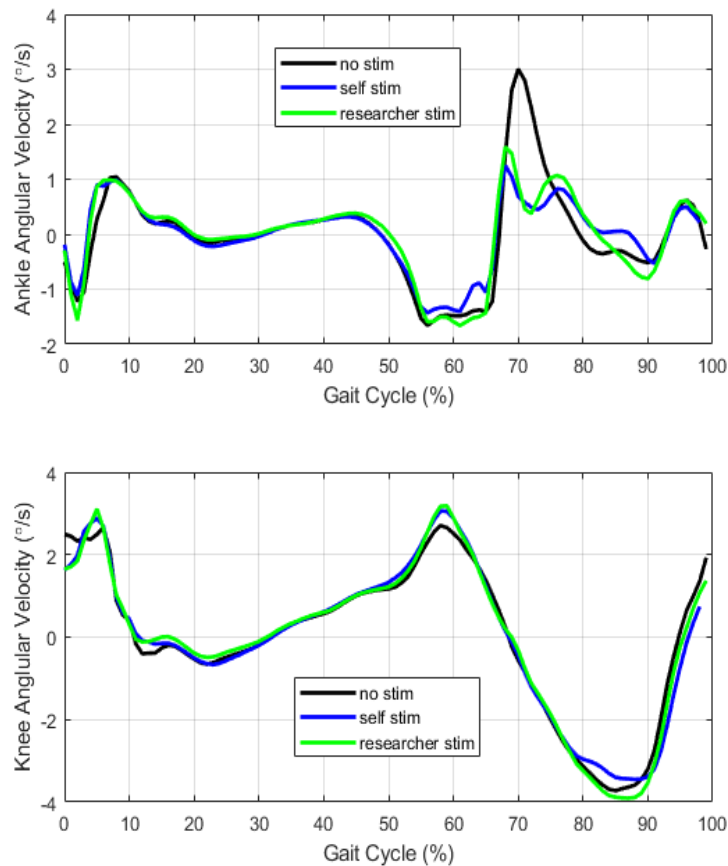 4
3
2
1
0
-1
-2
Ankle Anglular Velocity (°/s)
no stim
self stim
researcher stim
0 10 20 30 40 50 60 70 80 90 100
Gait Cycle (%)
4
2
0
-2
-4
Knee Anglular Velocity (°/s)
no stim
self stim
researcher stim
0 10 20 30 40 50 60 70 80 90 100
Gait Cycle (%)